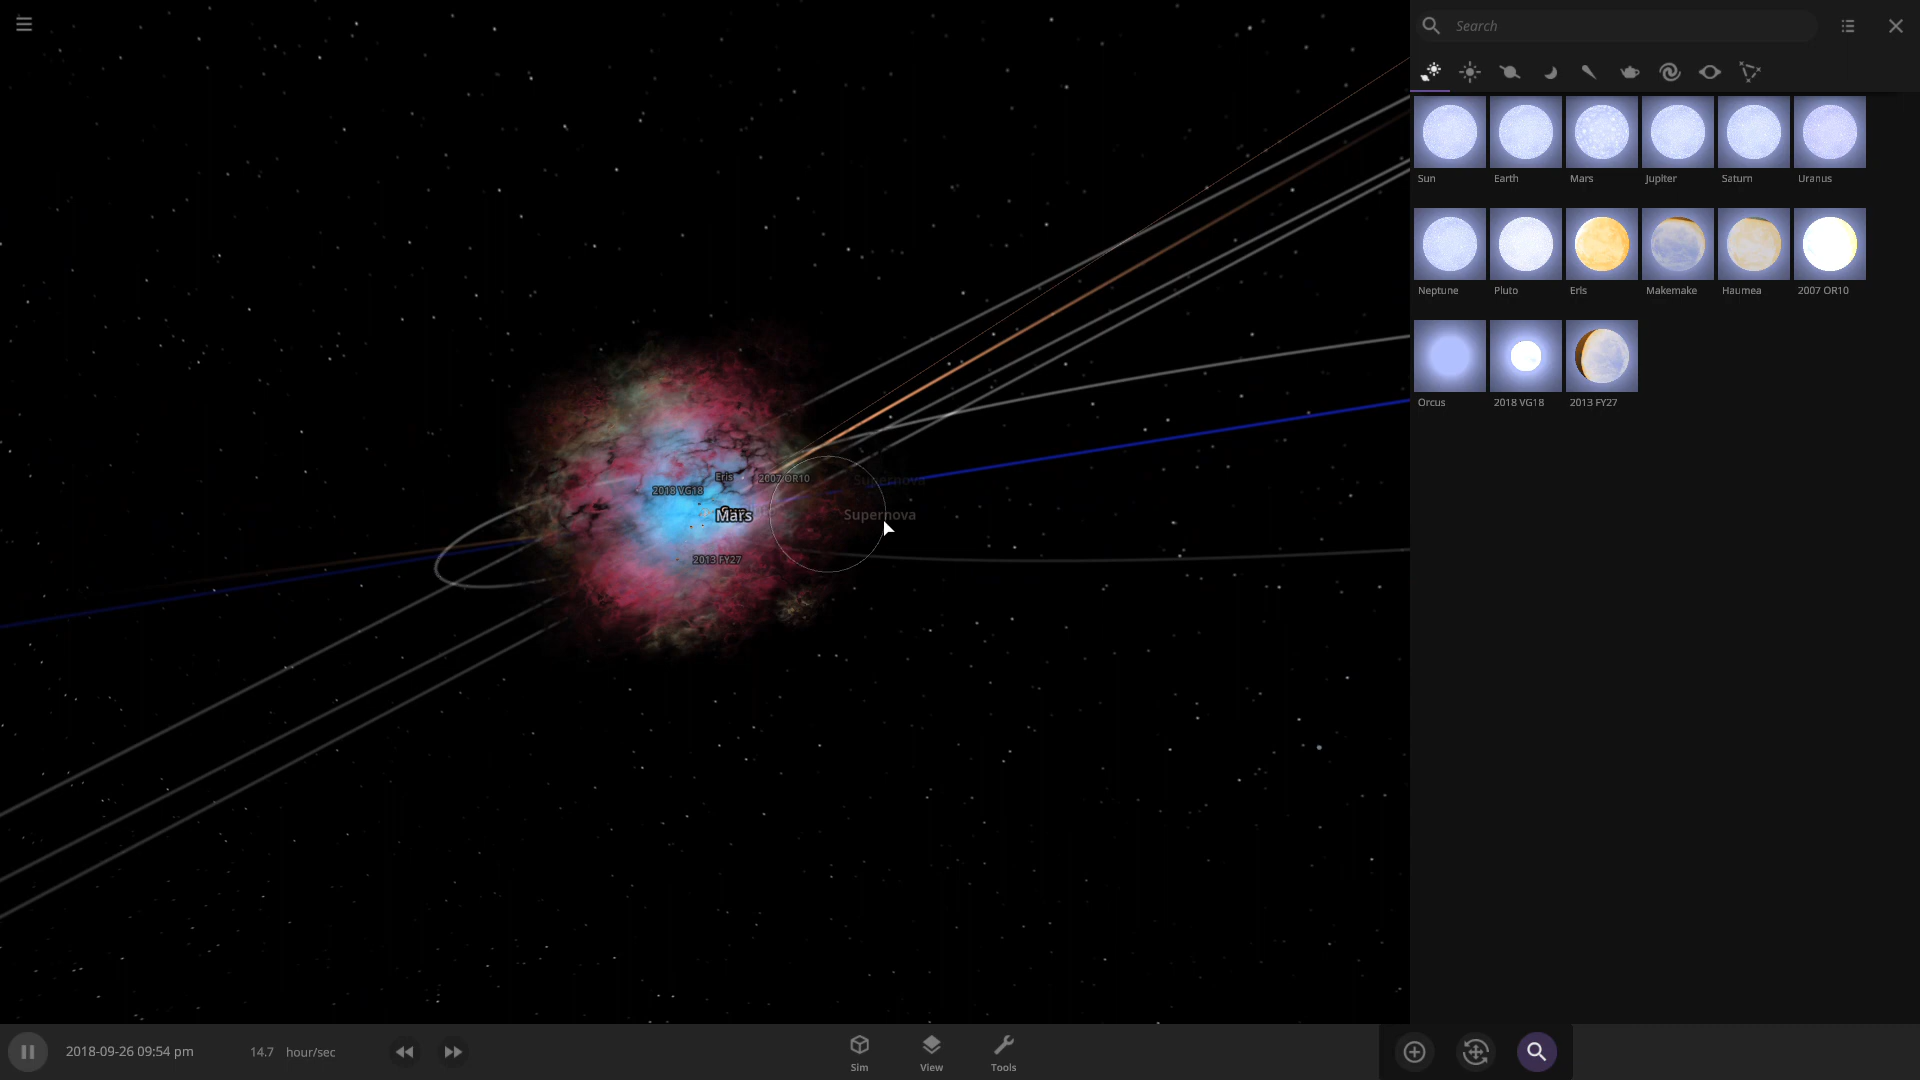 Search
Sun
Earth
Mars
Jupiter
Saturn
Uranus
Neptune
Pluto
Eris
Makemake
Haumea
2007 OR10
Orcus
2018 VG18
2013 FY27
Eris
2007 OR10
2018 VG18
Supernova
Mars
Supernova
2013 FY27
2018-09-26 09:54 pm
14.7 hour/sec
Sim
View
Tools